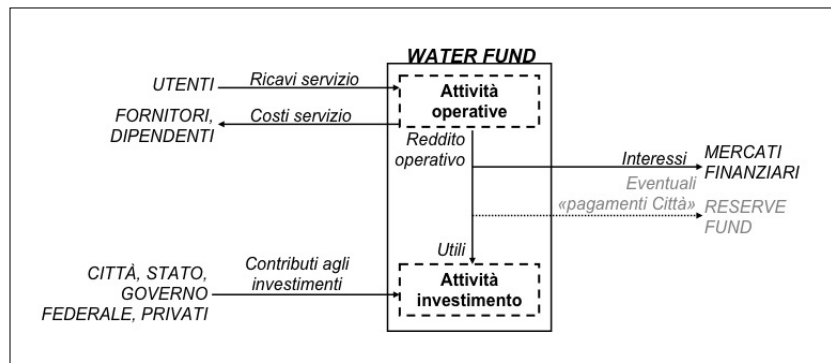 WATER FUND
UTENTI
Ricavi servizio
Attività
operative
FORNITORI,
DIPENDENTI
Costi servizio
Reddito
operativo
Interessi
MERCATI
FINANZIARI
Eventuali
«pagamenti Città»
RESERVE
FUND
Utili
CITTÀ, STATO,
GOVERNO
FEDERALE, PRIVATI
Contributi agli
investimenti
Attività
investimento